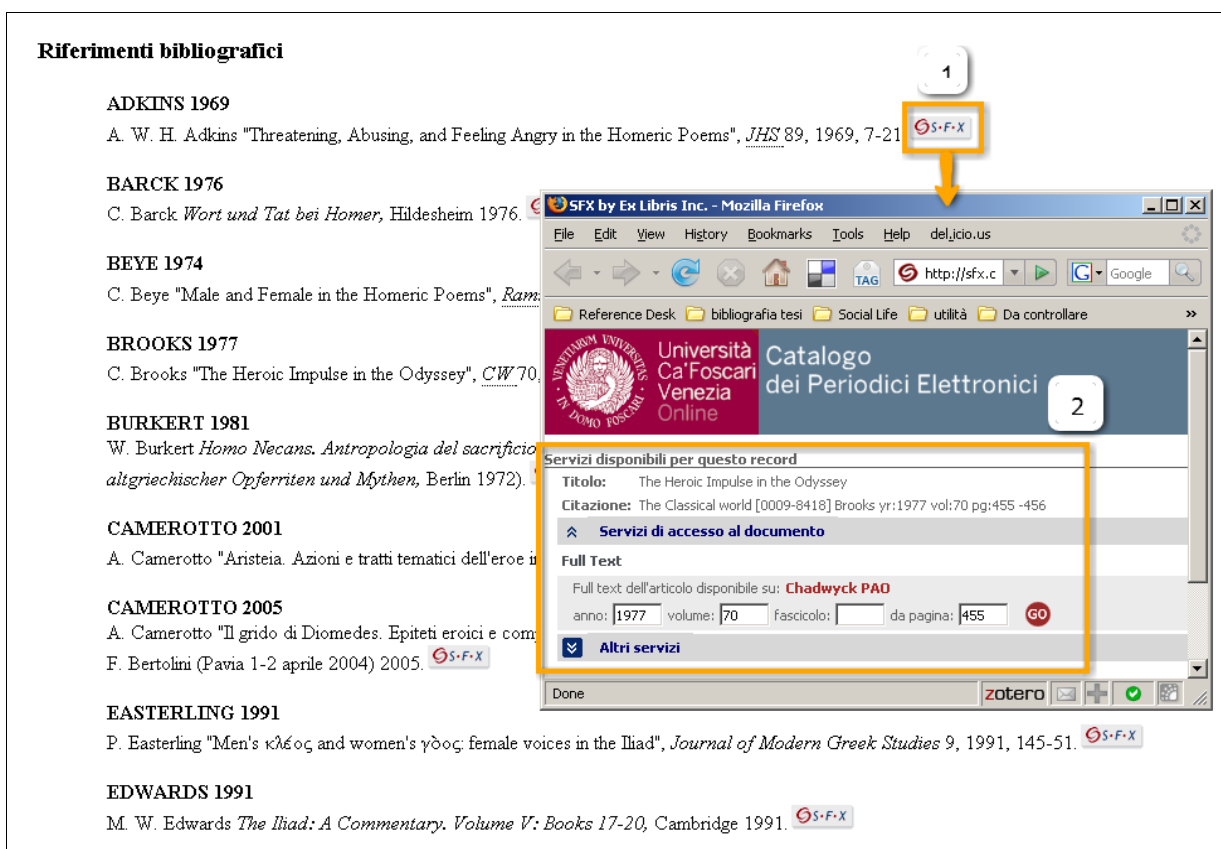 Riferimenti bibliografici
1
ADKINS 1969
A. W. H. Adkins "Threatening, Abusing, and Feeling Angry in the Homeric Poems", JHS 89, 1969, 7-21 S·F·X
BARCK 1976
C. Barck Wort und Tat bei Homer, Hildesheim 1976.
BEYE 1974
C. Beye "Male and Female in the Homeric Poems", Ram
BROOKS 1977
C. Brooks "The Heroic Impulse in the Odyssey", CW 70,
BURKERT 1981
W. Burkert Homo Necans. Antropologia del sacrificio
altgriechischer Opferriten und Mythen, Berlin 1972).
CAMEROTTO 2001
A. Camerotto "Aristeia. Azioni e tratti tematici dell'eroe i
CAMEROTTO 2005
A. Camerotto "Il grido di Diomedes. Epiteti eroici e com
F. Bertolini (Pavia 1-2 aprile 2004) 2005. S·F·X
EASTERLING 1991
P. Easterling "Men's κλέος and women's γὸος: female voices in the Iliad", Journal of Modern Greek Studies 9, 1991, 145-51. S·F·X
EDWARDS 1991
M. W. Edwards The Iliad: A Commentary. Volume V: Books 17-20, Cambridge 1991. S·F·X
SFX by Ex Libris Inc. - Mozilla Firefox
File Edit View History Bookmarks Tools Help del.icio.us
TAG http://sfx.c G Google
Reference Desk bibliografia tesi Social Life utilità Da controllare »
VENETIARUM UNIVERSITAS IN DOMO FOSCARI
Università
Ca'Foscari
Venezia
Online
Catalogo
dei Periodici Elettronici
2
Servizi disponibili per questo record
Titolo: The Heroic Impulse in the Odyssey
Citazione: The Classical world [0009-8418] Brooks yr:1977 vol:70 pg:455 -456
Servizi di accesso al documento
Full Text
Full text dell'articolo disponibile su: Chadwyck PAO
anno: 1977 volume: 70 fascicolo: da pagina: 455 GO
Altri servizi
Done zotero